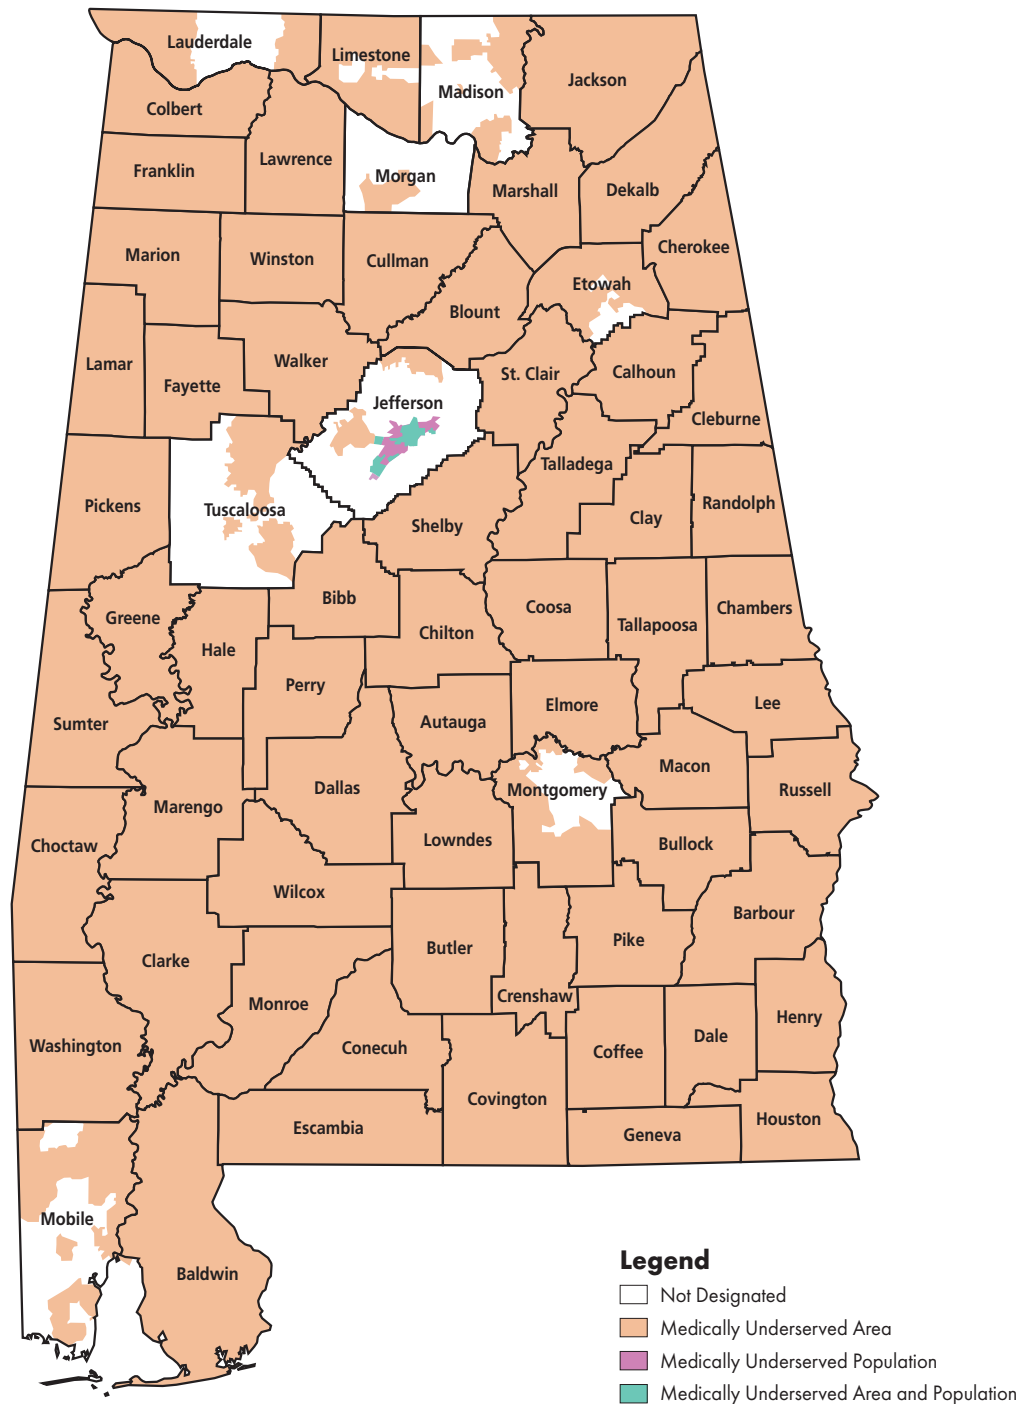 Lauderdale
Limestone
Madison
Jackson
Colbert
Lawrence
Franklin
Morgan
Marshall
Dekalb
Marion
Winston
Cullman
Cherokee
Etowah
Blount
Lamar
Fayette
Walker
St. Clair
Calhoun
Jefferson
Cleburne
Talladega
Pickens
Tuscaloosa
Shelby
Clay
Randolph
Greene
Hale
Bibb
Chilton
Coosa
Tallapoosa
Chambers
Perry
Sumter
Autauga
Elmore
Lee
Macon
Dallas
Montgomery
Russell
Marengo
Choctaw
Lowndes
Bullock
Wilcox
Barbour
Clarke
Butler
Pike
Monroe
Crenshaw
Henry
Washington
Conecuh
Coffee
Dale
Covington
Escambia
Geneva
Houston
Mobile
Baldwin
Legend
Not Designated
Medically Underserved Area
Medically Underserved Population
Medically Underserved Area and Population